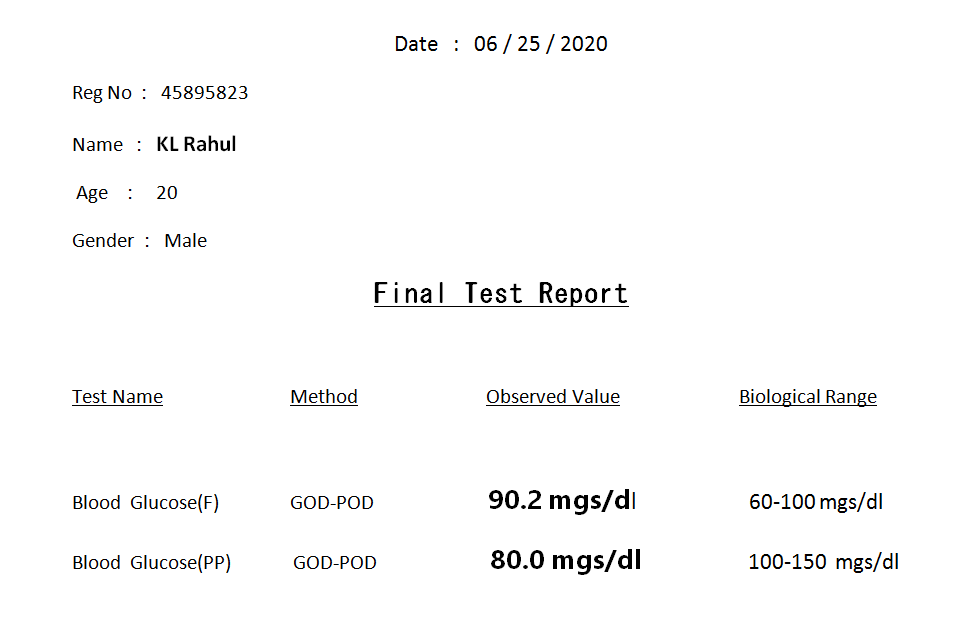 Date : 06 / 25 / 2020
Reg No : 45895823
Name : KL Rahul
Age : 20
Gender : Male
Final Test Report
Test Name Method Observed Value Biological Range
Blood Glucose(F) GOD-POD 90.2 mgs/dl 60-100 mgs/dl
Blood Glucose(PP) GOD-POD 80.0 mgs/dl 100-150 mgs/dl